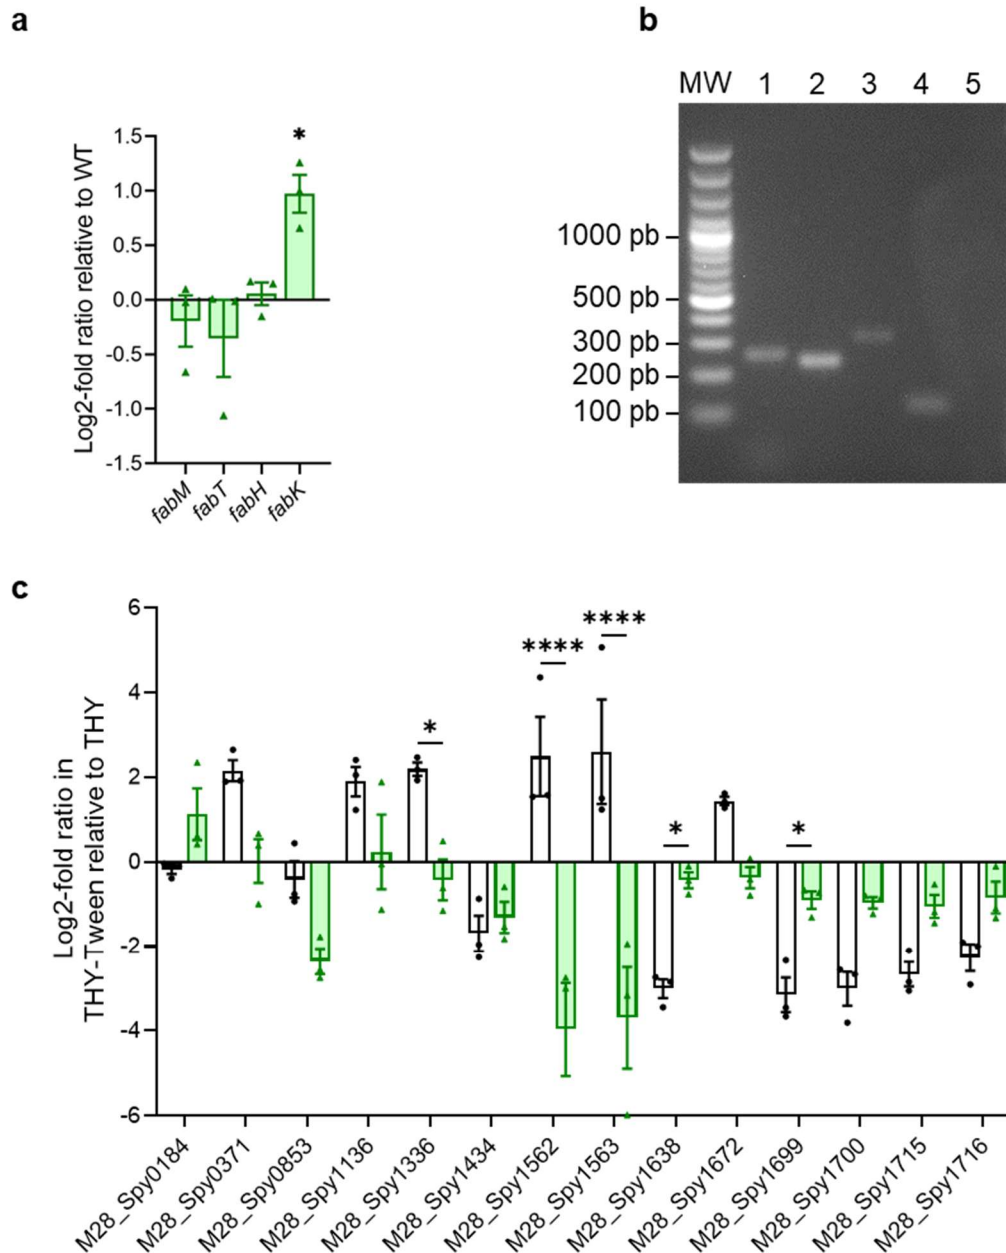 a
b
Log2-fold ratio relative to WT
1.5
1.0
0.5
0.0
-0.5
-1.0
-1.5
*
fabM
fabT
fabH
fabK
MW 1 2 3 4 5
1000 pb
500 pb
300 pb
200 pb
100 pb
c
Log2-fold ratio in
THY-Tween relative to THY
6
4
2
0
-2
-4
-6
*
****
****
*
*
M28_Spy0184
M28_Spy0371
M28_Spy0853
M28_Spy1136
M28_Spy1336
M28_Spy1434
M28_Spy1562
M28_Spy1563
M28_Spy1638
M28_Spy1672
M28_Spy1699
M28_Spy1700
M28_Spy1715
M28_Spy1716